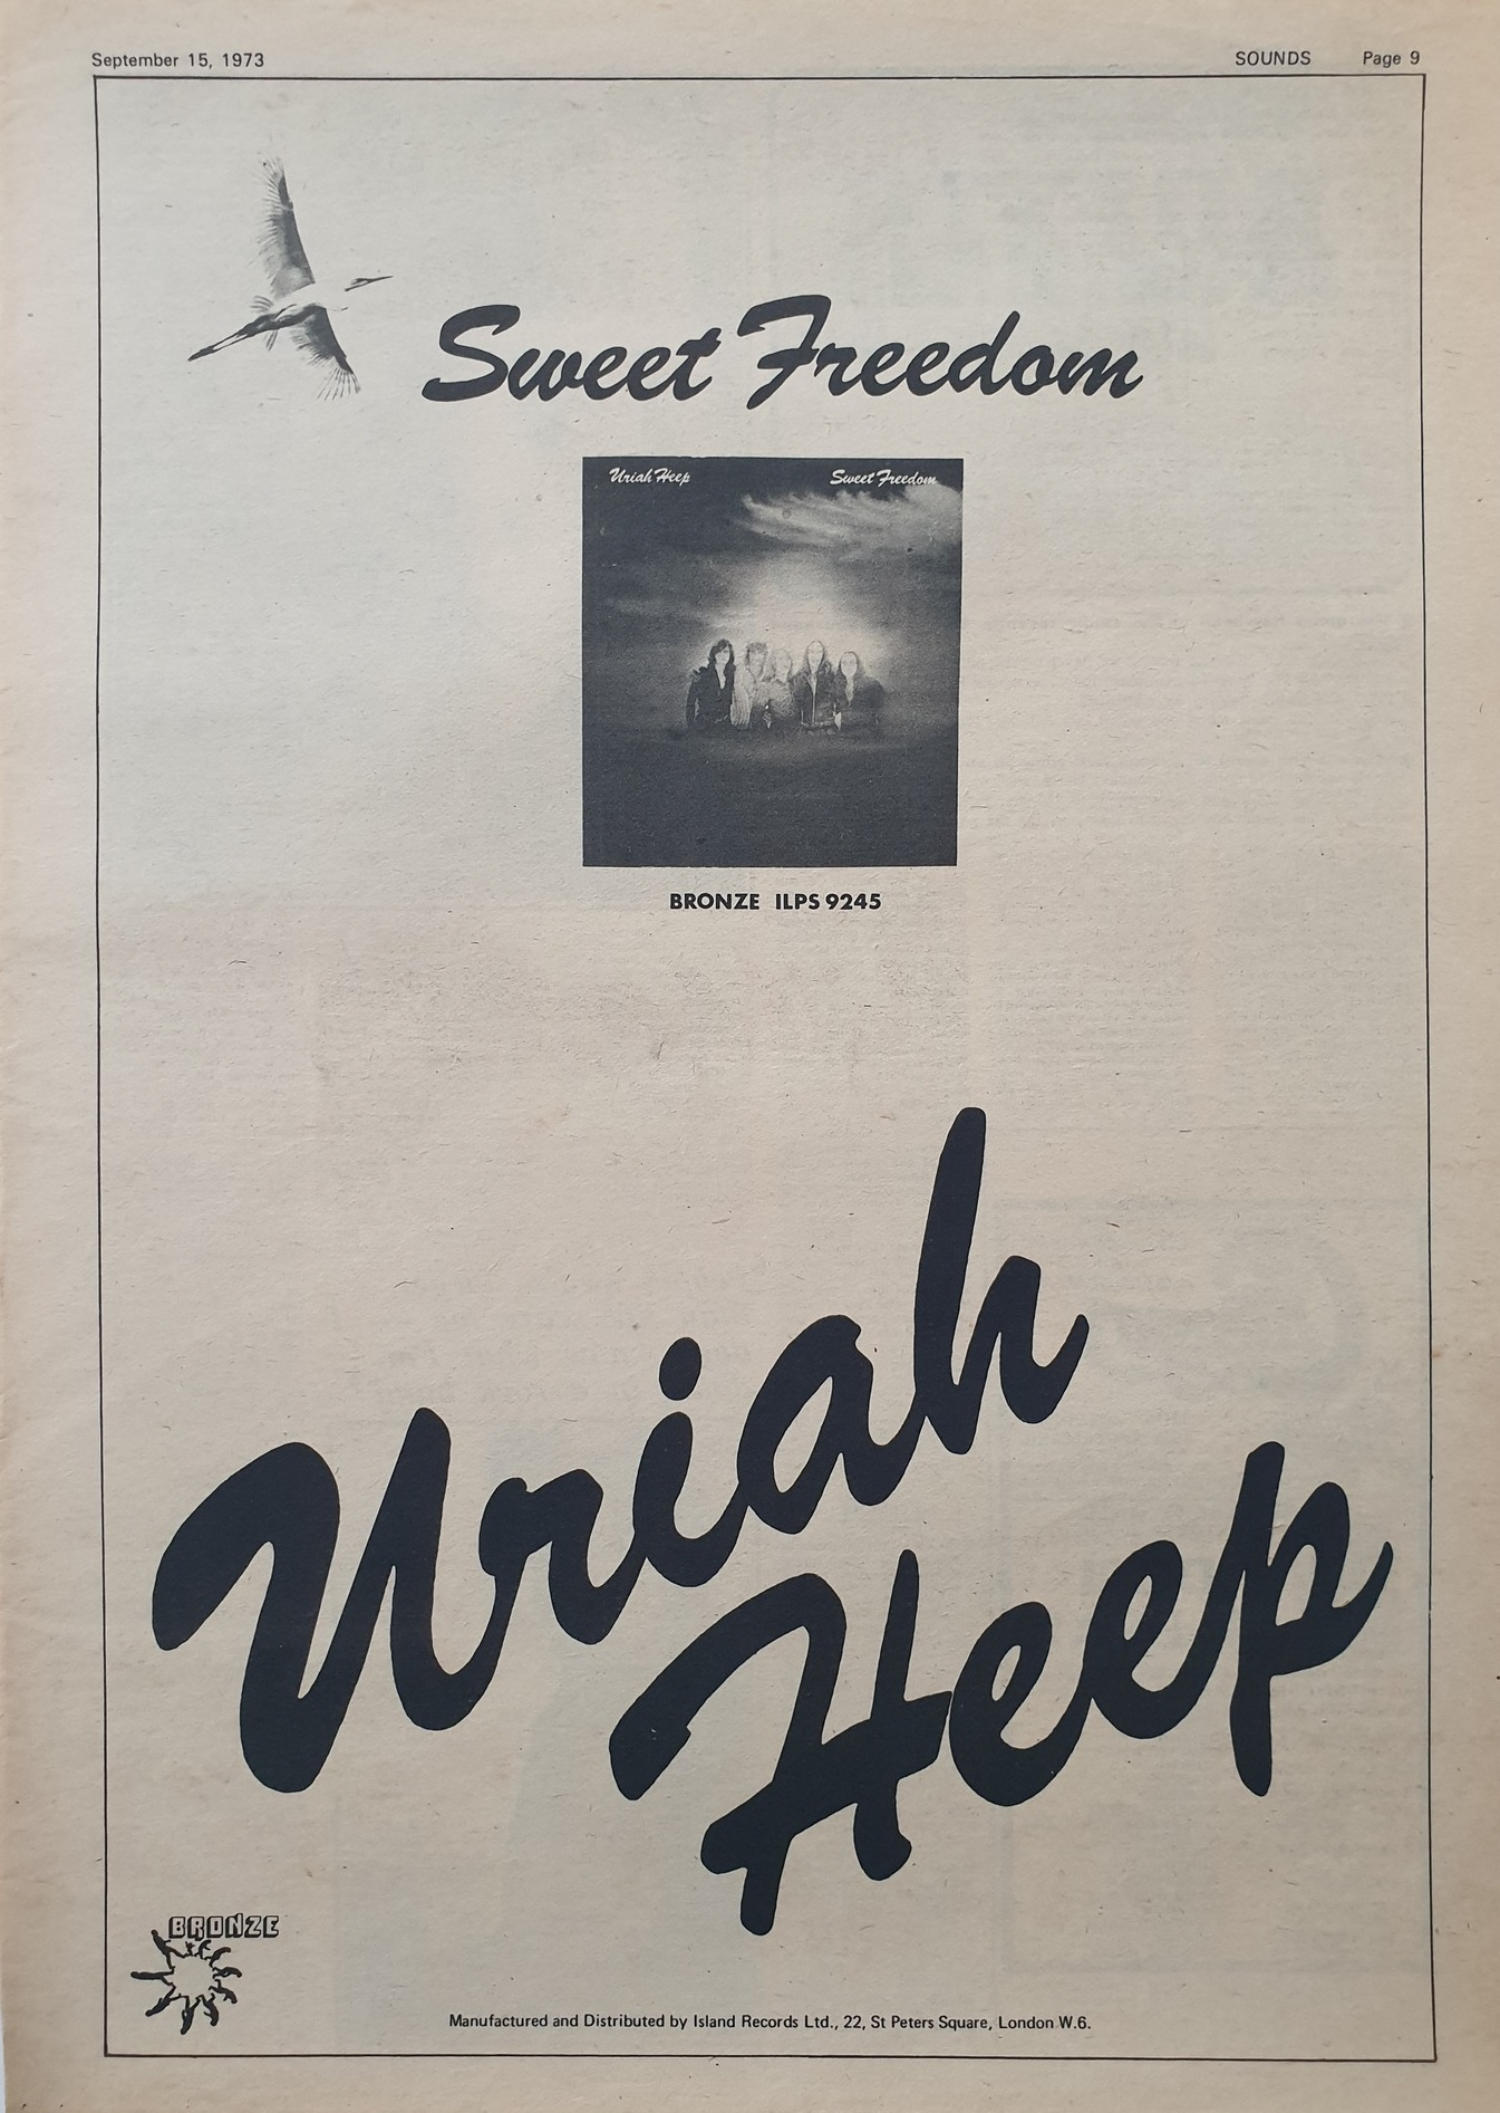 September 15, 1973 SOUNDS Page 9
Sweet Freedom
Uriah Heep Sweet Freedom
BRONZE ILPS 9245
Uriah
Heep
BRONZE
Manufactured and Distributed by Island Records Ltd., 22, St Peters Square, London W.6.